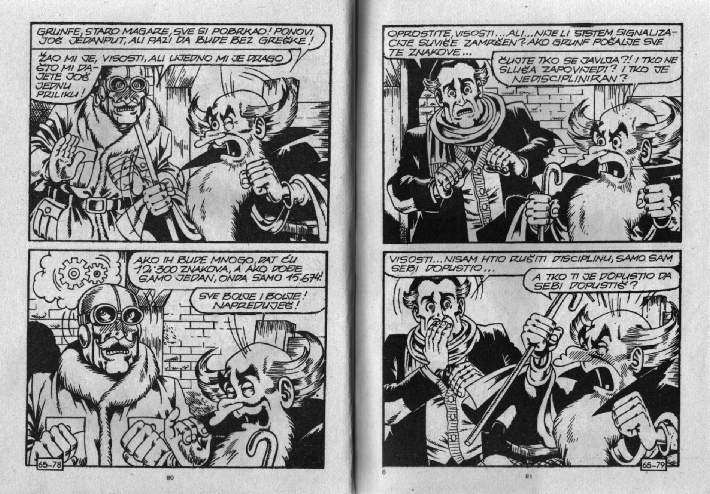 GRUNFE, STARO MAGARE, SVE SI POBRKAO! PONOVI
JOŠ JEDANPUT, ALI PAZI DA BUDE BEZ GREŠKE!
ŽAO MI JE, VISOSTI, ALI UJEDNO MI JE DRAGO
ŠTO MI DA-
JETE JOŠ
JEDNU
PRILIKU!
AKO IH BUDE MNOGO, DAT ĆU
12.300 ZNAKOVA, A AKO DOĐE
SAMO JEDAN, ONDA SAMO 15.674!
SVE BOLJE I BOLJE!
NAPREDUJEŠ!
65-78
80
OPROSTITE, VISOSTI... ALI... NIJE LI SISTEM SIGNALIZA-
CIJE SUVIŠE ZAMRŠEN? AKO GRUNF POŠALJE SVE
TE ZNAKOVE...
ČUJTE TKO SE JAVLJA?! I TKO NE
SLUŠA ZAPOVIJEDI? I TKO JE
NEDISCIPLINIRAN?
VISOSTI... NISAM HTIO RUŠITI DISCIPLINU, SAMO SAM
SEBI DOPUSTIO...
A TKO TI JE DOPUSTIO DA
SEBI DOPUSTIŠ?
65-79
6
81